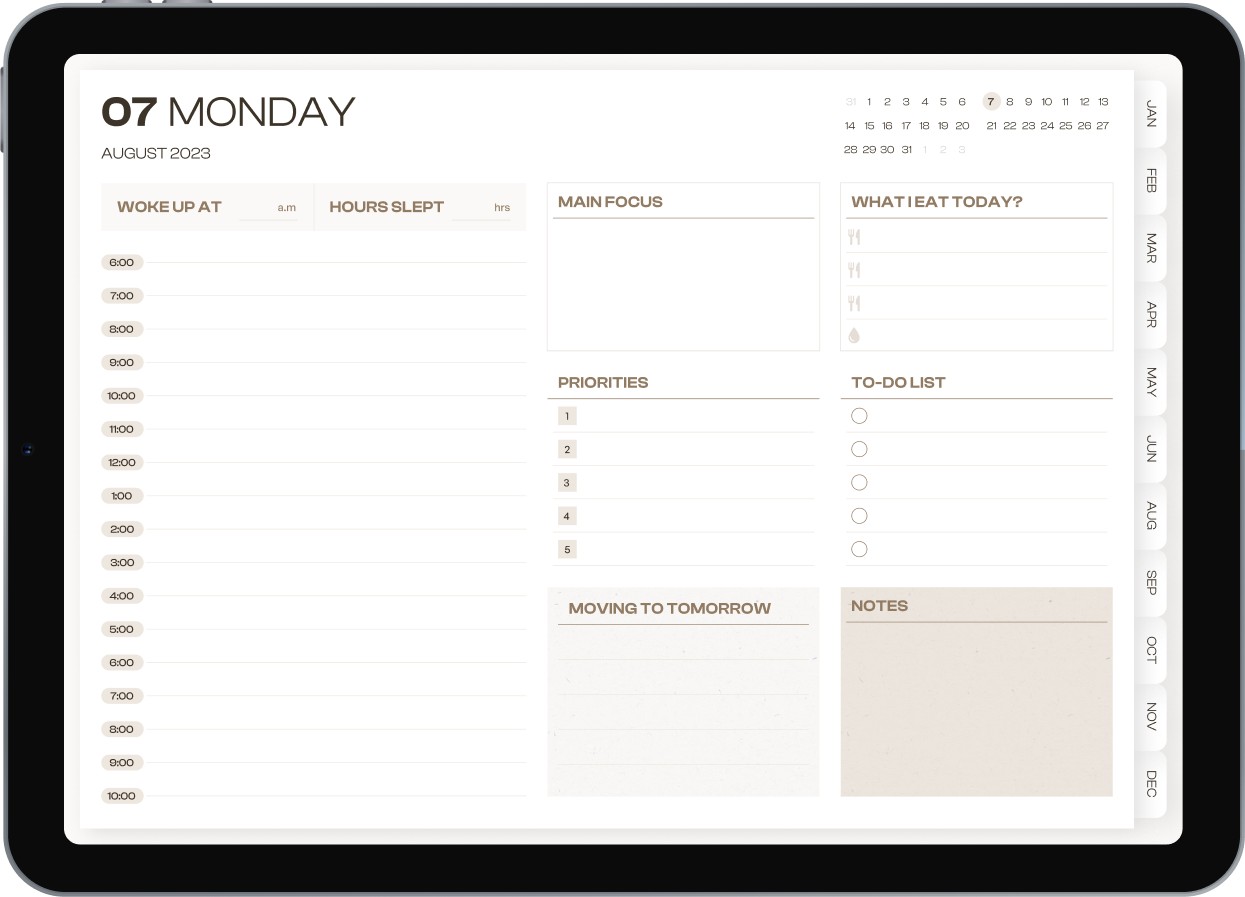 07 MONDAY
AUGUST 2023
31 1 2 3 4 5 6 7 8 9 10 11 12 13
14 15 16 17 18 19 20 21 22 23 24 25 26 27
28 29 30 31 1 2 3
WOKE UP AT a.m HOURS SLEPT hrs
6:00
7:00
8:00
9:00
10:00
11:00
12:00
1:00
2:00
3:00
4:00
5:00
6:00
7:00
8:00
9:00
10:00
MAIN FOCUS
WHAT I EAT TODAY?
PRIORITIES
1
2
3
4
5
TO-DO LIST
MOVING TO TOMORROW
NOTES
JAN
FEB
MAR
APR
MAY
JUN
AUG
SEP
OCT
NOV
DEC